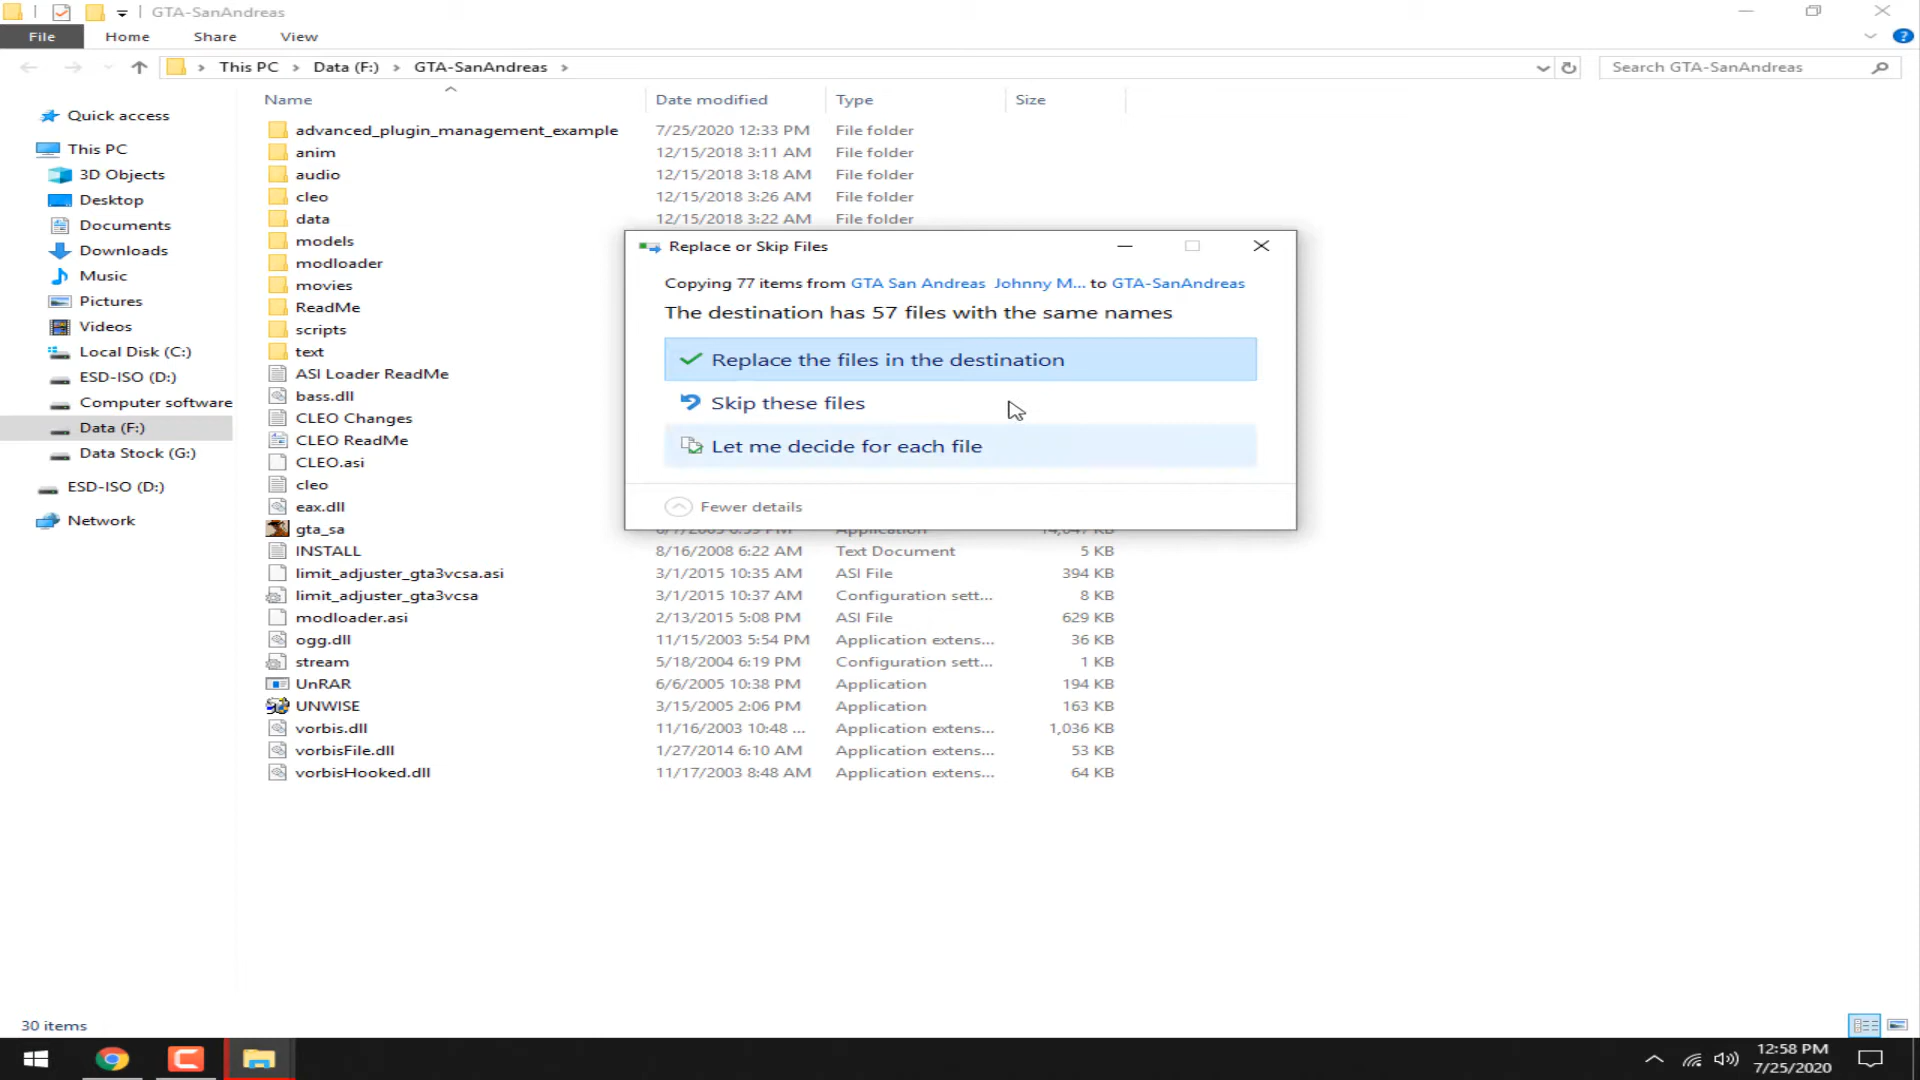 GTA-SanAndreas
File Home Share View
This PC Data (F:) GTA-SanAndreas
Search GTA-SanAndreas
Name Date modified Type Size
Quick access
This PC
3D Objects
Desktop
Documents
Downloads
Music
Pictures
Videos
Local Disk (C:)
ESD-ISO (D:)
Computer software
Data (F:)
Data Stock (G:)
ESD-ISO (D:)
Network
advanced_plugin_management_example 7/25/2020 12:33 PM File folder
anim 12/15/2018 3:11 AM File folder
audio 12/15/2018 3:18 AM File folder
cleo 12/15/2018 3:26 AM File folder
data 12/15/2018 3:22 AM File folder
models
modloader
movies
ReadMe
scripts
text
ASI Loader ReadMe
bass.dll
CLEO Changes
CLEO ReadMe
CLEO.asi
cleo
eax.dll
gta_sa Application
INSTALL 8/16/2008 6:22 AM Text Document 5 KB
limit_adjuster_gta3vcsa.asi 3/1/2015 10:35 AM ASI File 394 KB
limit_adjuster_gta3vcsa 3/1/2015 10:37 AM Configuration sett... 8 KB
modloader.asi 2/13/2015 5:08 PM ASI File 629 KB
ogg.dll 11/15/2003 5:54 PM Application extens... 36 KB
stream 5/18/2004 6:19 PM Configuration sett... 1 KB
UnRAR 6/6/2005 10:38 PM Application 194 KB
UNWISE 3/15/2005 2:06 PM Application 163 KB
vorbis.dll 11/16/2003 10:48 ... Application extens... 1,036 KB
vorbisFile.dll 1/27/2014 6:10 AM Application extens... 53 KB
vorbisHooked.dll 11/17/2003 8:48 AM Application extens... 64 KB
Replace or Skip Files
Copying 77 items from GTA San Andreas Johnny M... to GTA-SanAndreas
The destination has 57 files with the same names
Replace the files in the destination
Skip these files
Let me decide for each file
Fewer details
30 items
12:58 PM
7/25/2020